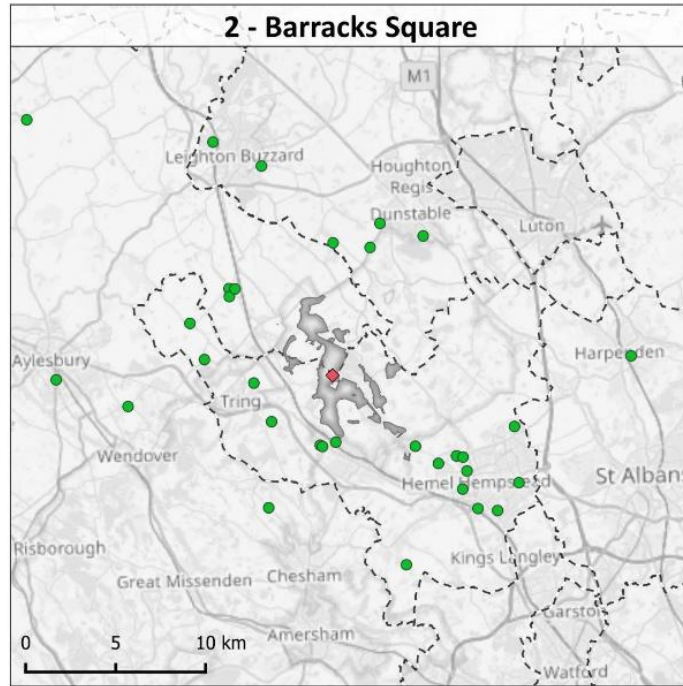 2 - Barracks Square
M1
Leighton Buzzard
Houghton
Regis
Dunstable
Luton
Aylesbury
Harpenden
Tring
Wendover
Hemel Hempstead
St Albans
Risborough
Kings Langley
Great Missenden
Chesham
Garston
Amersham
Watford
0 5 10 km